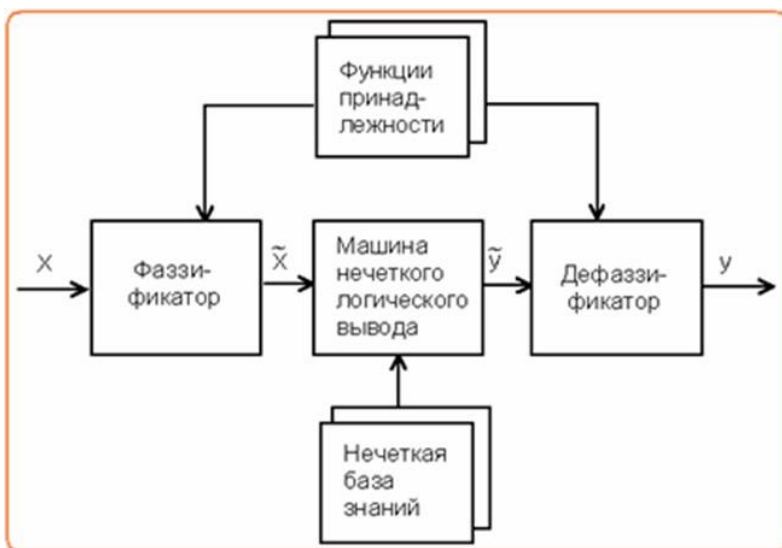 Функции
принад-
лежности
X
Фаззи-
фикатор
x̃
Машина
нечеткого
логического
вывода
ỹ
Дефаззи-
фикатор
y
Нечеткая
база
знаний